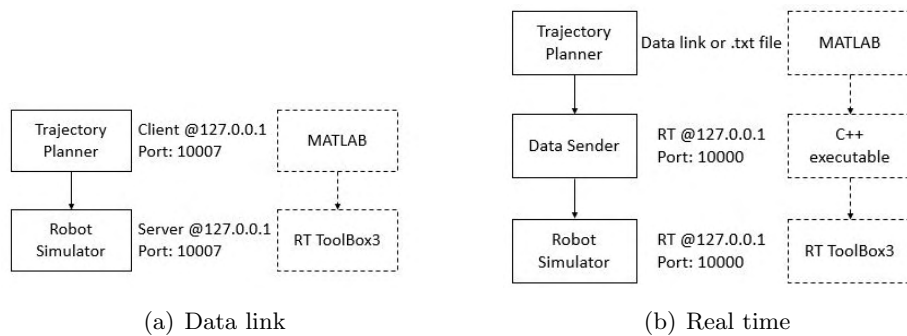 Trajectory
Planner
Client @127.0.0.1
Port: 10007
MATLAB
Robot
Simulator
Server @127.0.0.1
Port: 10007
RT ToolBox3
(a) Data link
Trajectory
Planner
Data link or .txt file
MATLAB
Data Sender
RT @127.0.0.1
Port: 10000
C++
executable
Robot
Simulator
RT @127.0.0.1
Port: 10000
RT ToolBox3
(b) Real time